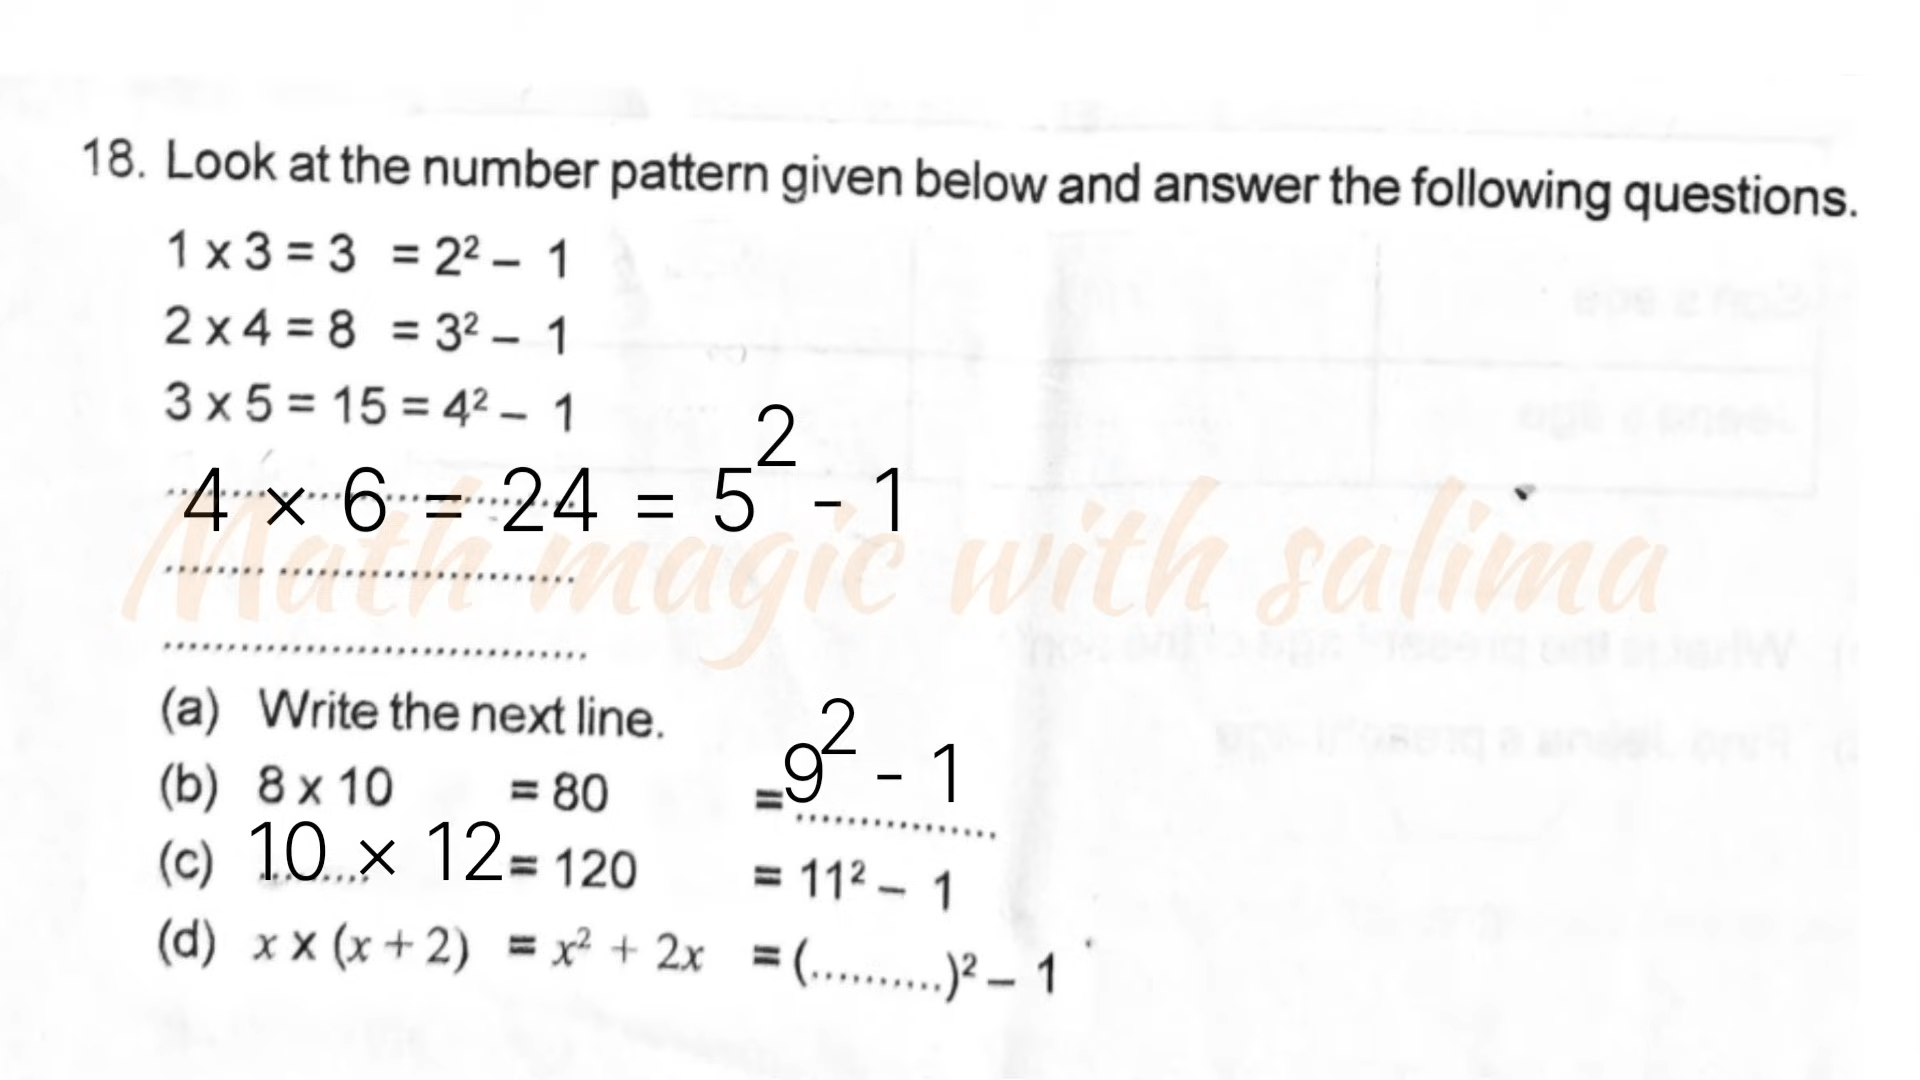 18. Look at the number pattern given below and answer the following questions.
1 x 3 = 3 = 2² – 1
2 x 4 = 8 = 3² – 1
3 x 5 = 15 = 4² – 1
4 × 6 = 24 = 5² - 1
Math magic with salima
................................
................................
(a) Write the next line.
(b) 8 x 10 = 80 = 9² - 1
(c) 10 × 12 = 120 = 11² – 1
(d) x x (x + 2) = x² + 2x = (..........)² – 1